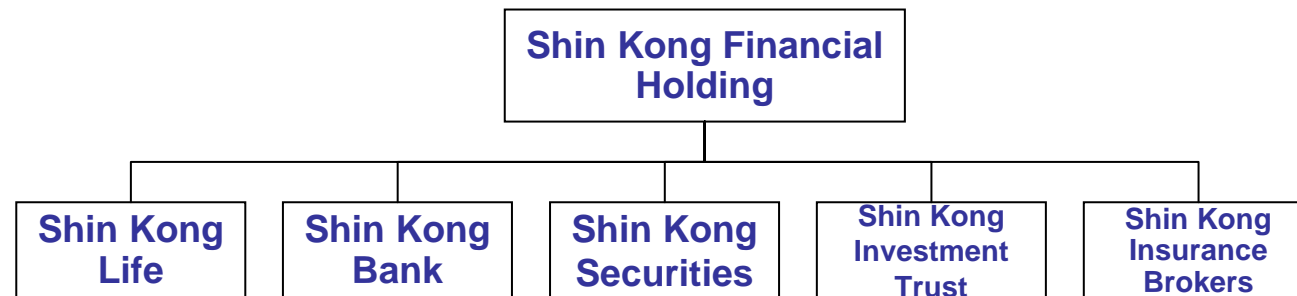 Shin Kong Financial
Holding
Shin Kong
Life
Shin Kong
Bank
Shin Kong
Securities
Shin Kong
Investment
Trust
Shin Kong
Insurance
Brokers